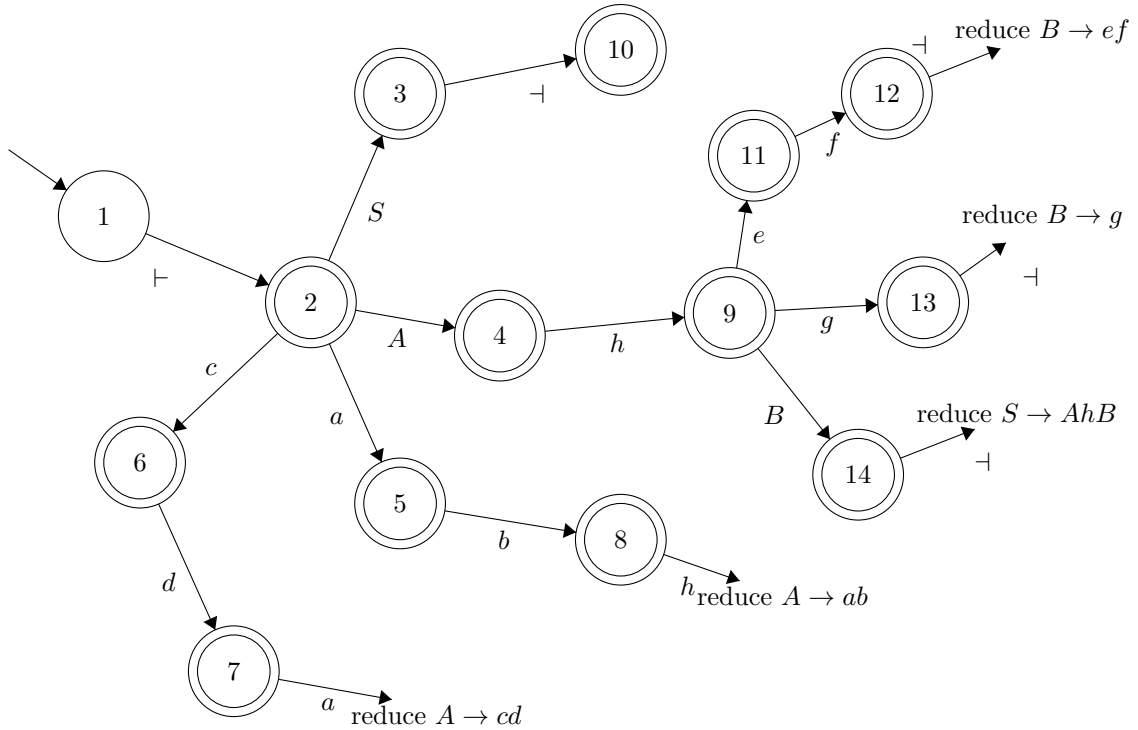 10
reduce B → ef
⊣
3
12
⊣
11
f
1
S
reduce B → g
e
⊢
⊣
2
9
13
A
4
h
g
c
a
B
reduce S → AhB
6
14
⊣
5
b
8
d
h
reduce A → ab
7
a
reduce A → cd